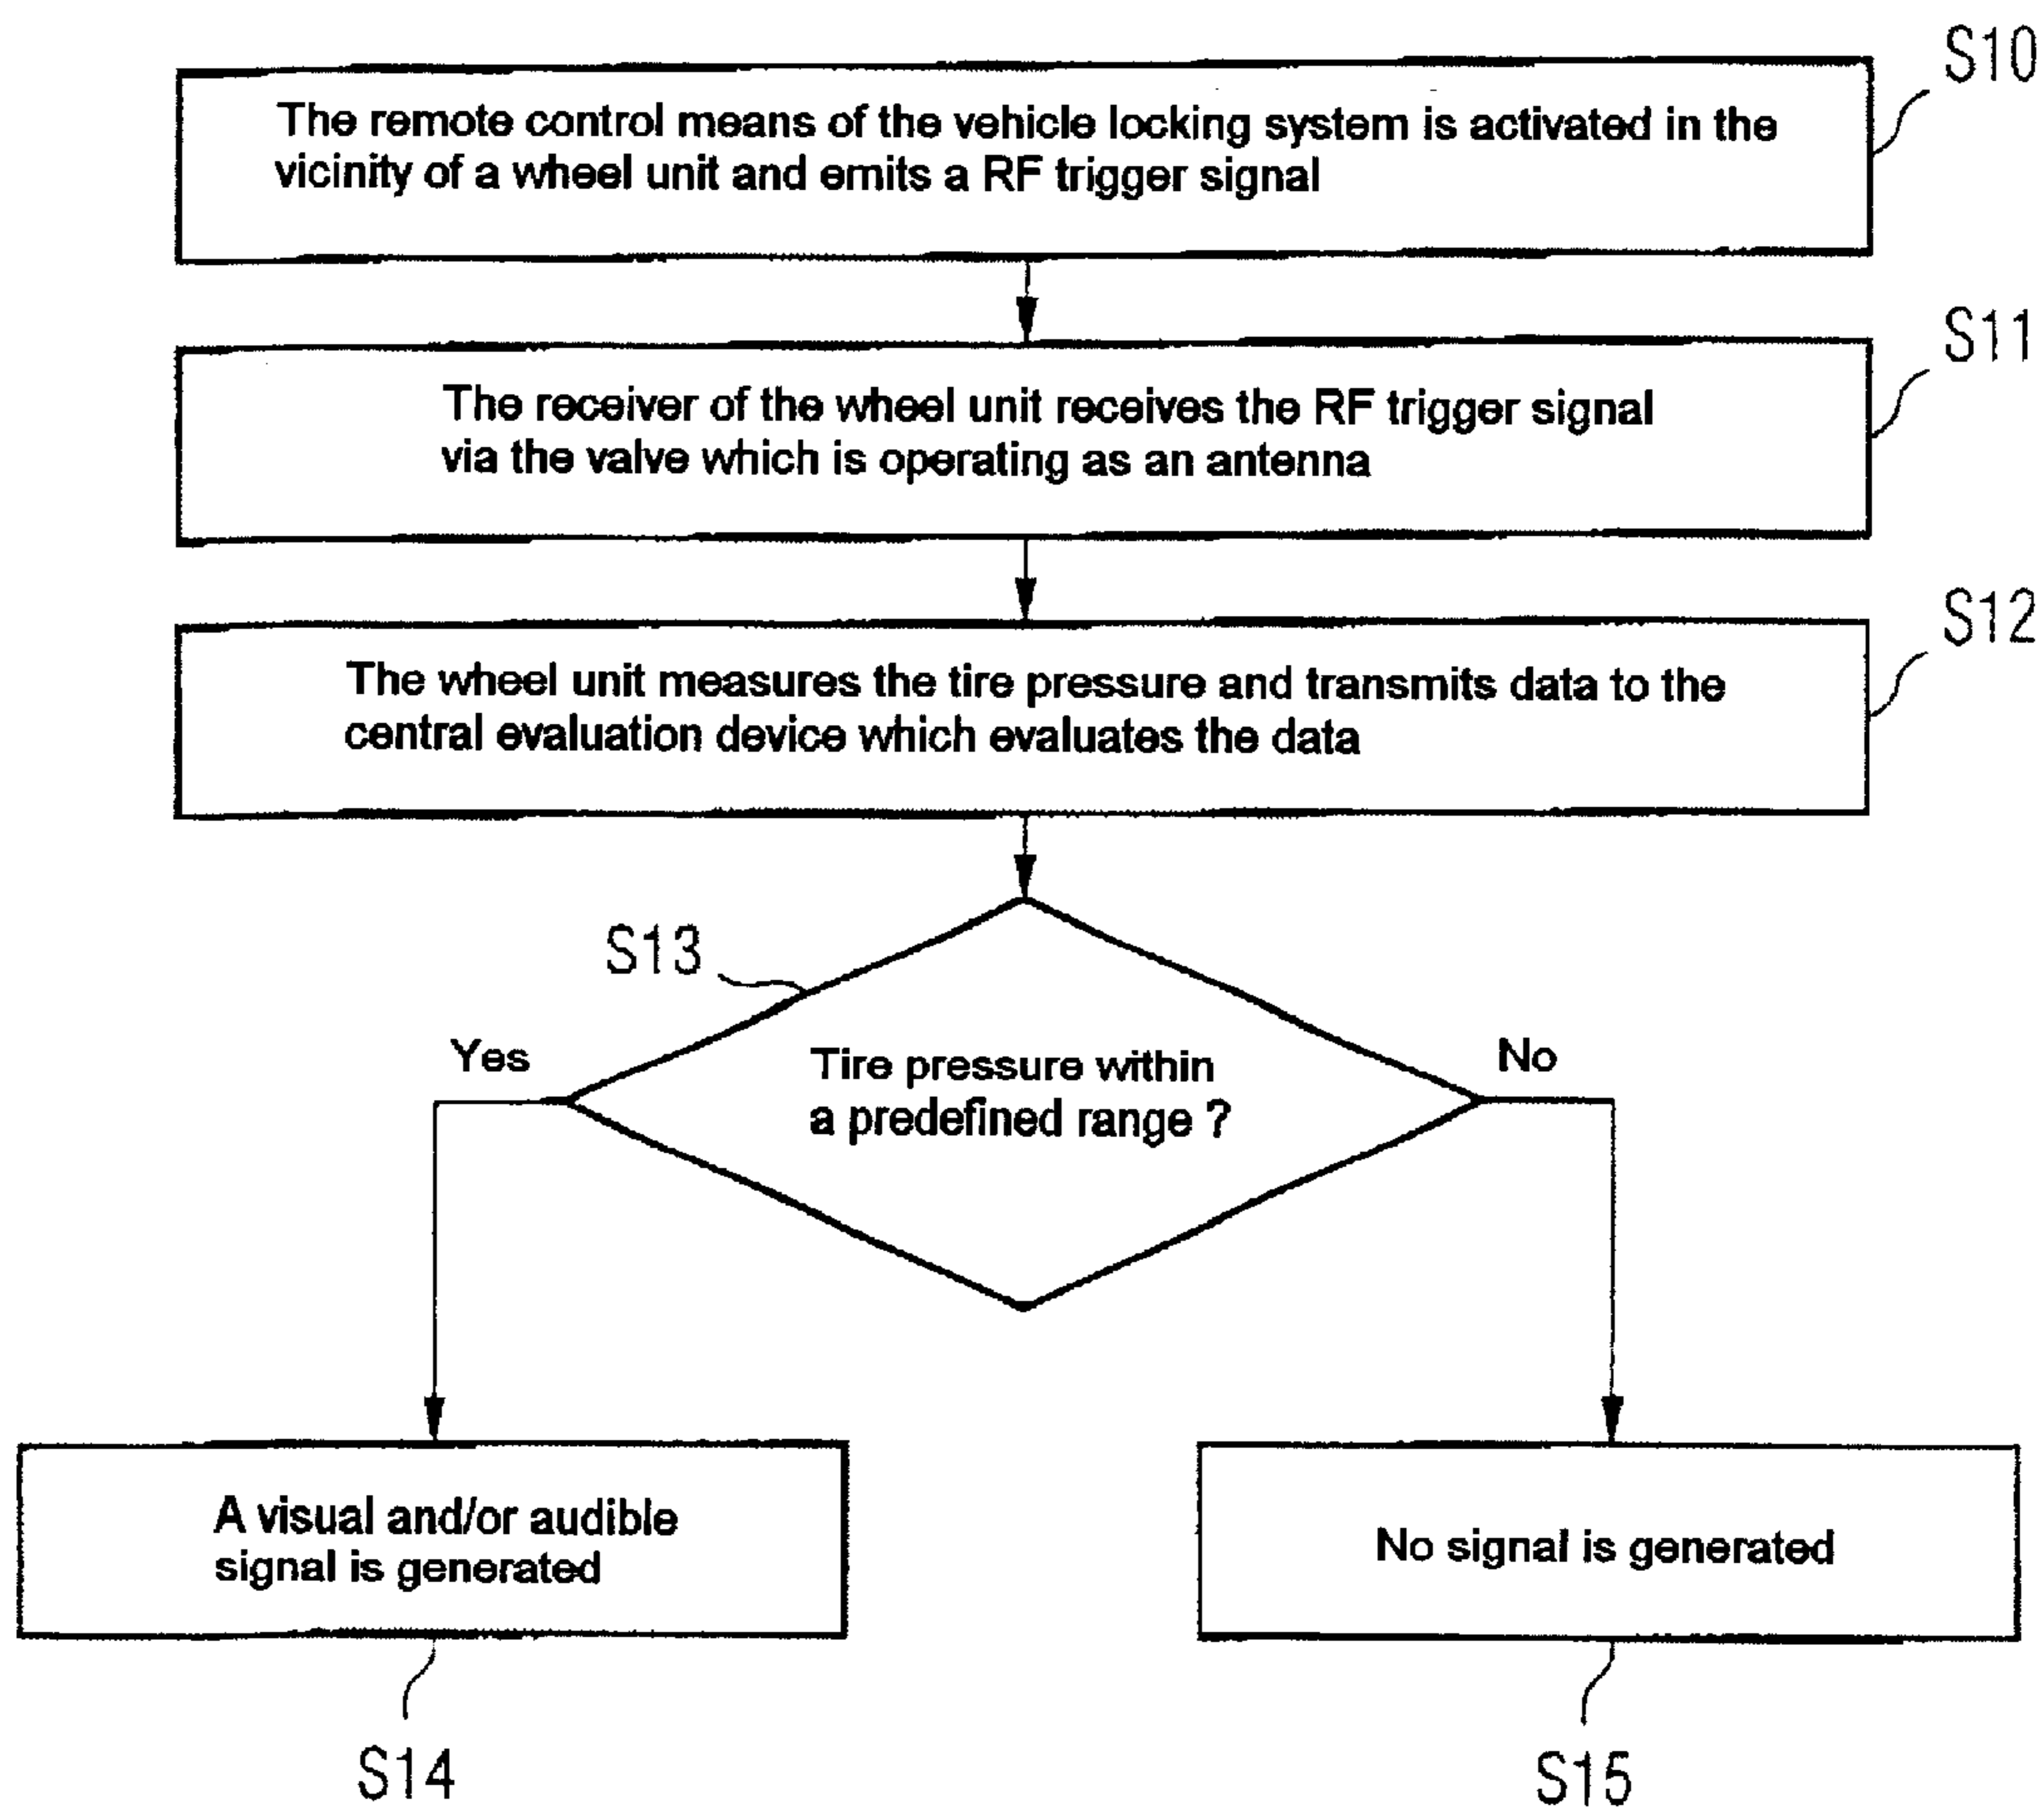 S10
The remote control means of the vehicle locking system is activated in the
vicinity of a wheel unit and emits a RF trigger signal
S11
The receiver of the wheel unit receives the RF trigger signal
via the valve which is operating as an antenna
S12
The wheel unit measures the tire pressure and transmits data to the
central evaluation device which evaluates the data
S13
Yes
Tire pressure within
a predefined range ?
No
A visual and/or audible
signal is generated
No signal is generated
S14
S15